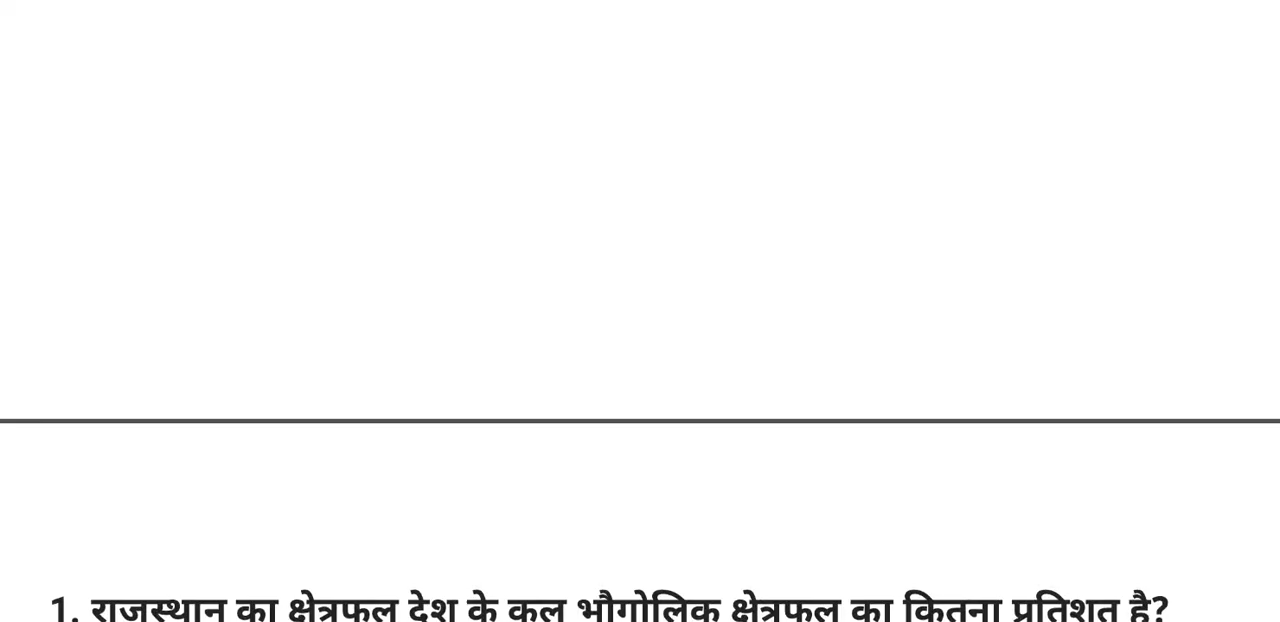 1. राजस्थान का क्षेत्रफल देश के कुल भौगोलिक क्षेत्रफल का कितना प्रतिशत है?